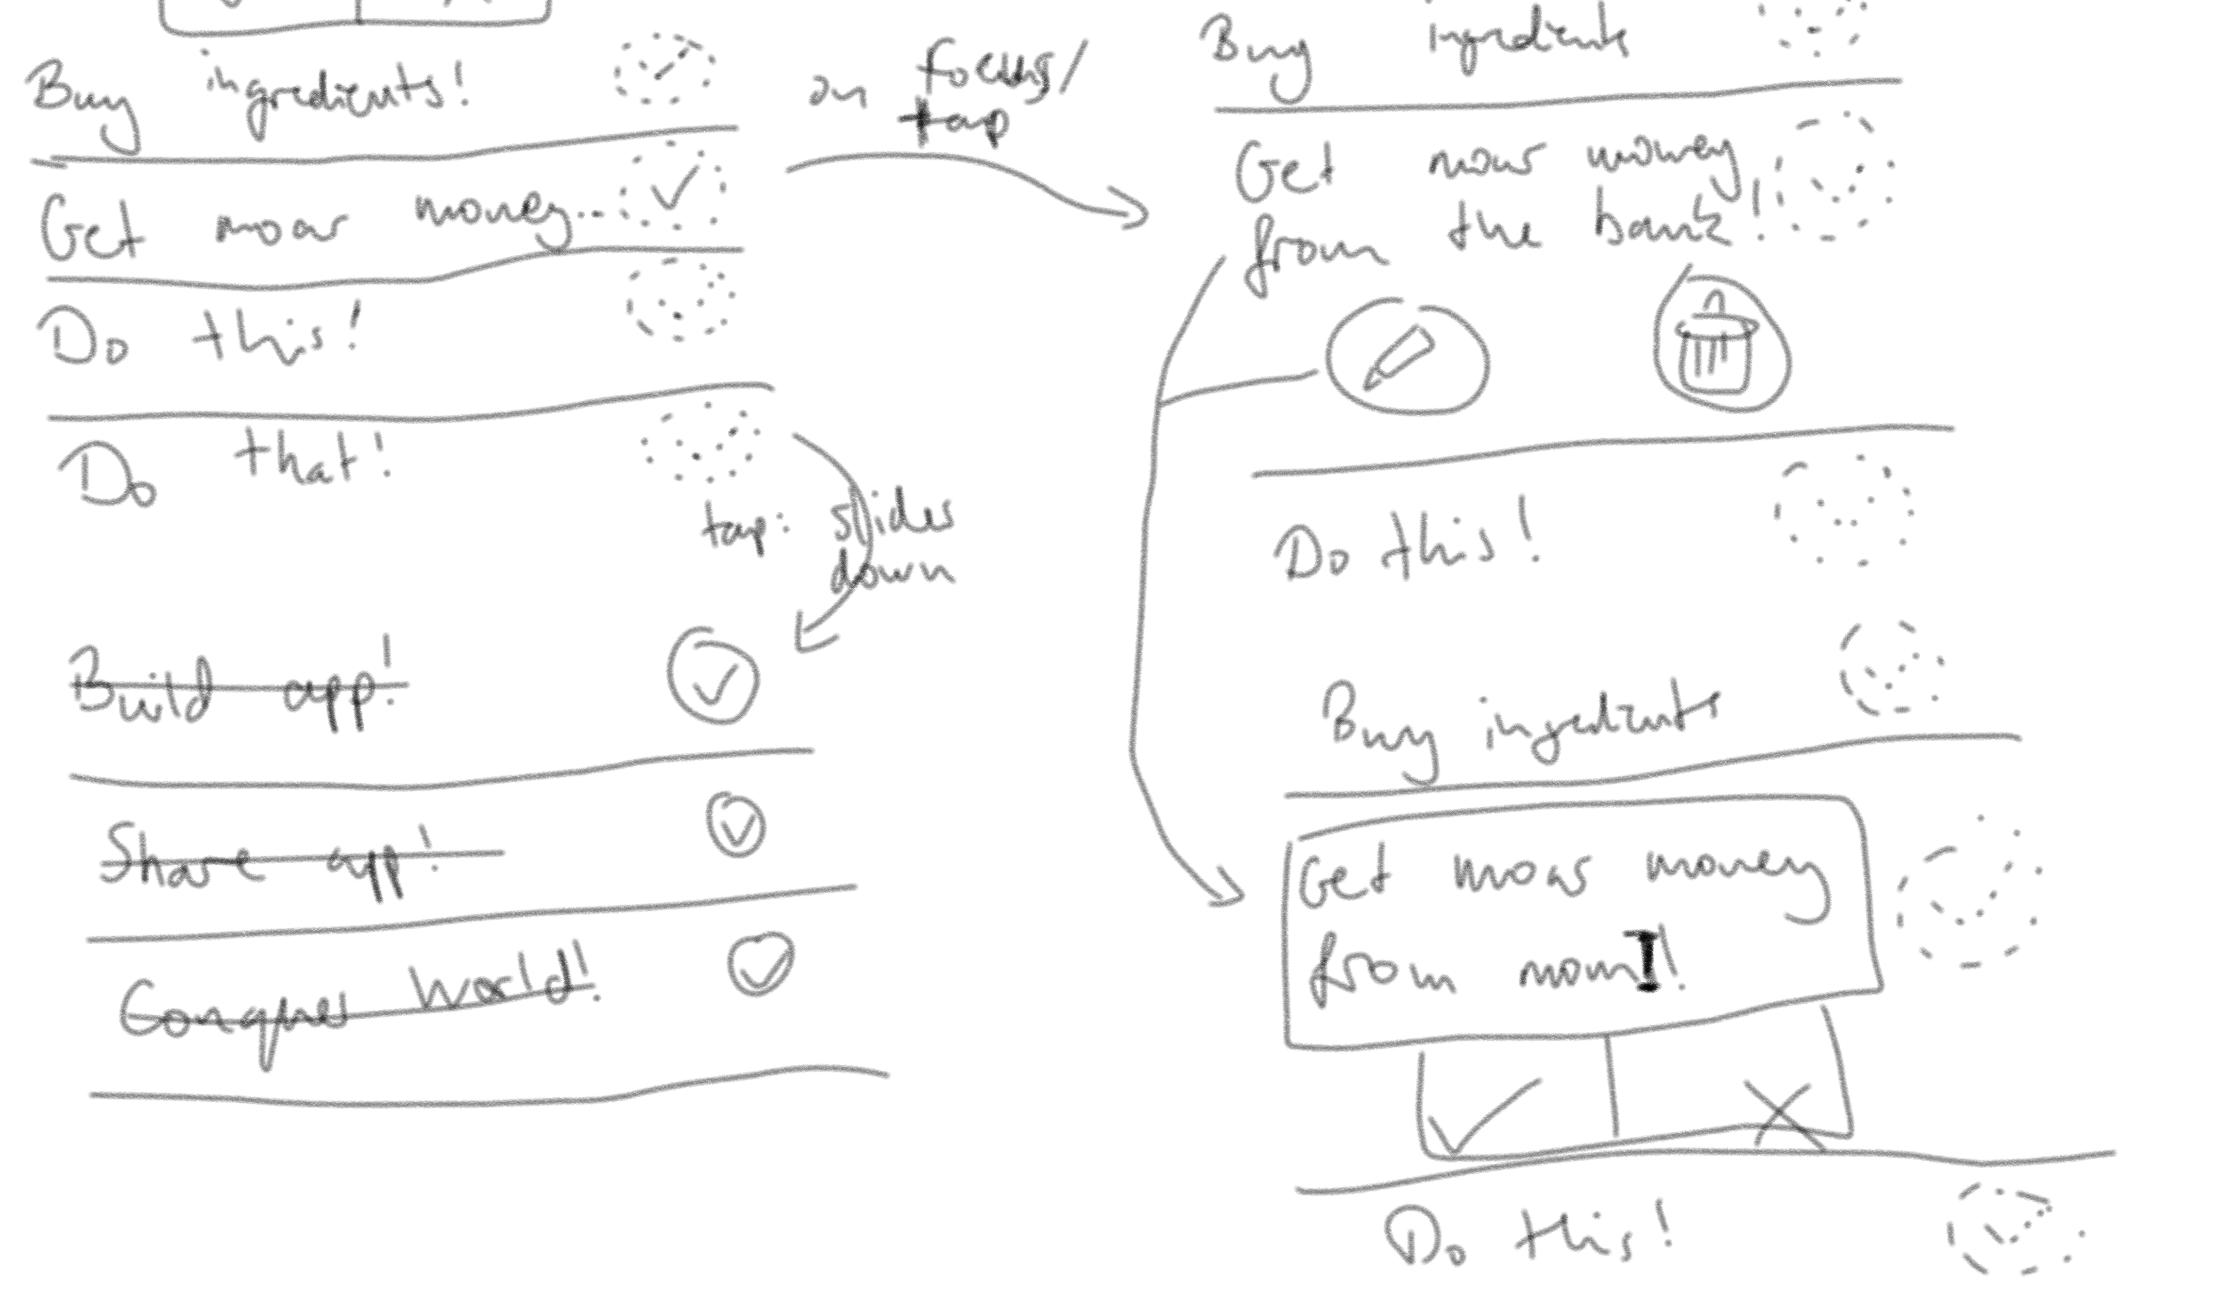 Buy ingredients!
Get moar money...
Do this!
Do that!
tap: slides
down
Build app!
Share app!
Conquer World!
on focus/
tap
Buy ingredients
Get moar money
from the bank!
Do this!
Buy ingredients
Get moar money
from mom!
Do this!